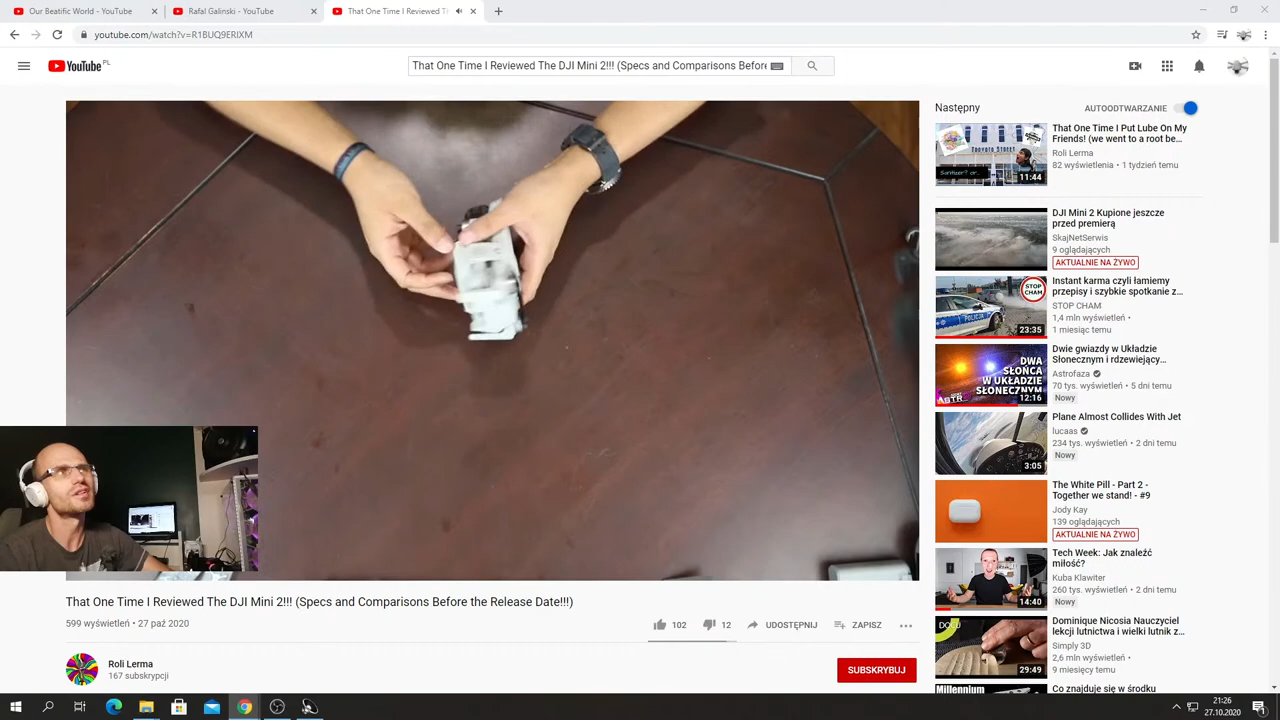 Our Beatific World - YouTube
Rafal Galinski - YouTube
That One Time I Reviewed T
youtube.com/watch?v=R1BUQ9ERIXM
YouTube PL
That One Time I Reviewed The DJI Mini 2!!! (Specs and Comparisons Before
Następny
AUTOODTWARZANIE
That One Time I Put Lube On My
Friends! (we went to a root be…
Roli Lerma
82 wyświetlenia • 1 tydzień temu
11:44
DJI Mini 2 Kupione jeszcze
przed premierą
SkajNetSerwis
9 oglądających
AKTUALNIE NA ŻYWO
Instant karma czyli łamiemy
przepisy i szybkie spotkanie z…
STOP CHAM
1,4 mln wyświetleń •
1 miesiąc temu
STOP
CHAM
POLICJA
23:35
Dwie gwiazdy w Układzie
Słonecznym i rdzewiejący…
Astrofaza
70 tys. wyświetleń • 5 dni temu
Nowy
DWA
SŁOŃCA
W UKŁADZIE
SŁONECZNYM
12:16
Plane Almost Collides With Jet
lucaas
234 tys. wyświetleń • 2 dni temu
Nowy
3:05
The White Pill - Part 2 -
Together we stand! - #9
Jody Kay
139 oglądających
AKTUALNIE NA ŻYWO
Tech Week: Jak znaleźć
miłość?
Kuba Klawiter
260 tys. wyświetleń • 2 dni temu
Nowy
14:40
Dominique Nicosia Nauczyciel
lekcji lutnictwa i wielki lutnik z…
Simply 3D
2,6 mln wyświetleń •
9 miesięcy temu
29:49
Co znajduje się w środku
Millennium
That One Time I Reviewed The DJI Mini 2!!! (Specs and Comparisons Before the Release Date!!!)
599 wyświetleń • 27 paź 2020
102
12
UDOSTĘPNIJ
ZAPISZ
Roli Lerma
167 subskrypcji
SUBSKRYBUJ
21:26
27.10.2020